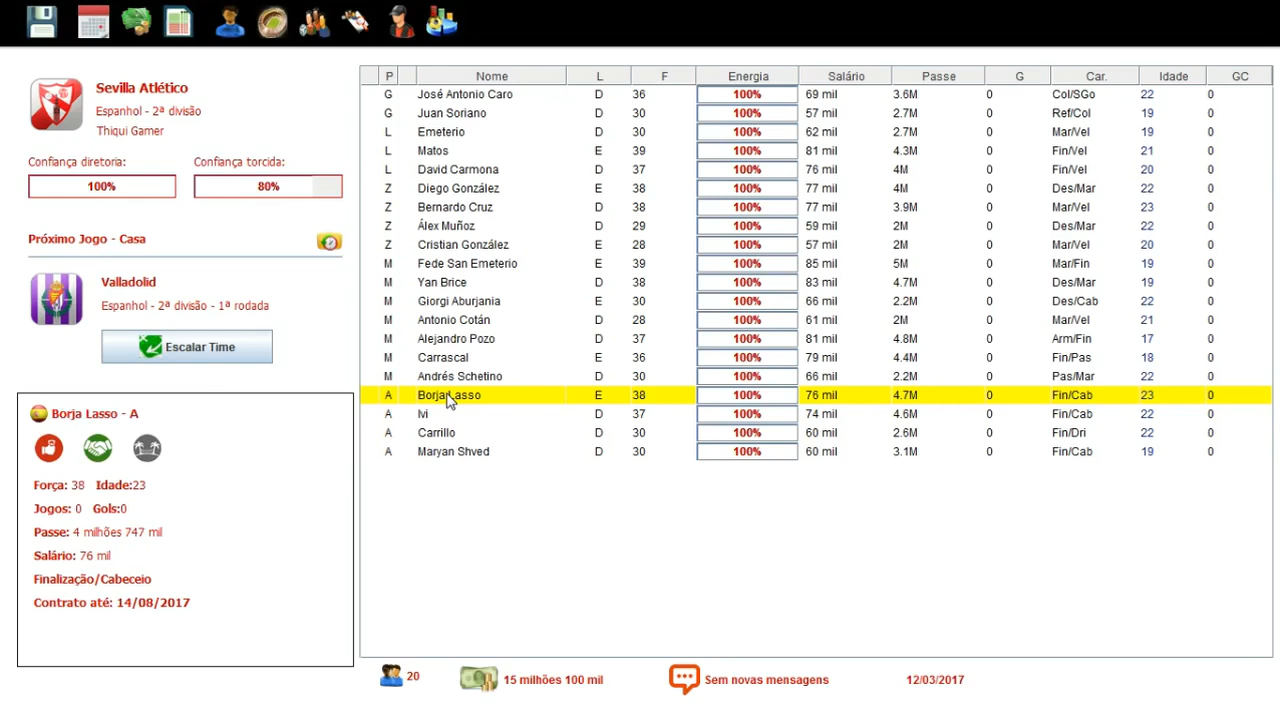 Sevilla Atlético
Espanhol - 2ª divisão
Thiqui Gamer
Confiança diretoria: Confiança torcida:
100% 80%
Próximo Jogo - Casa
Valladolid
Espanhol - 2ª divisão - 1ª rodada
Escalar Time
Borja Lasso - A
Força: 38 Idade:23
Jogos: 0 Gols:0
Passe: 4 milhões 747 mil
Salário: 76 mil
Finalização/Cabeceio
Contrato até: 14/08/2017
P Nome L F Energia Salário Passe G Car. Idade GC
G José Antonio Caro D 36 100% 69 mil 3.6M 0 Col/SGo 22 0
G Juan Soriano D 30 100% 57 mil 2.7M 0 Ref/Col 19 0
L Emeterio D 30 100% 62 mil 2.7M 0 Mar/Vel 19 0
L Matos E 39 100% 81 mil 4.3M 0 Fin/Vel 21 0
L David Carmona D 37 100% 76 mil 4M 0 Fin/Vel 20 0
Z Diego González E 38 100% 77 mil 4M 0 Des/Mar 22 0
Z Bernardo Cruz D 38 100% 77 mil 3.9M 0 Mar/Vel 23 0
Z Álex Muñoz D 29 100% 59 mil 2M 0 Des/Mar 22 0
Z Cristian González E 28 100% 57 mil 2M 0 Mar/Vel 20 0
M Fede San Emeterio E 39 100% 85 mil 5M 0 Mar/Fin 19 0
M Yan Brice D 38 100% 83 mil 4.7M 0 Des/Mar 19 0
M Giorgi Aburjania E 30 100% 66 mil 2.2M 0 Des/Cab 22 0
M Antonio Cotán D 28 100% 61 mil 2M 0 Mar/Vel 21 0
M Alejandro Pozo D 37 100% 81 mil 4.8M 0 Arm/Fin 17 0
M Carrascal E 36 100% 79 mil 4.4M 0 Fin/Pas 18 0
M Andrés Schetino D 30 100% 66 mil 2.2M 0 Pas/Mar 22 0
A Borja Lasso E 38 100% 76 mil 4.7M 0 Fin/Cab 23 0
A Ivi D 37 100% 74 mil 4.6M 0 Fin/Cab 22 0
A Carrillo D 30 100% 60 mil 2.6M 0 Fin/Dri 22 0
A Maryan Shved D 30 100% 60 mil 3.1M 0 Fin/Cab 19 0
20 15 milhões 100 mil Sem novas mensagens 12/03/2017